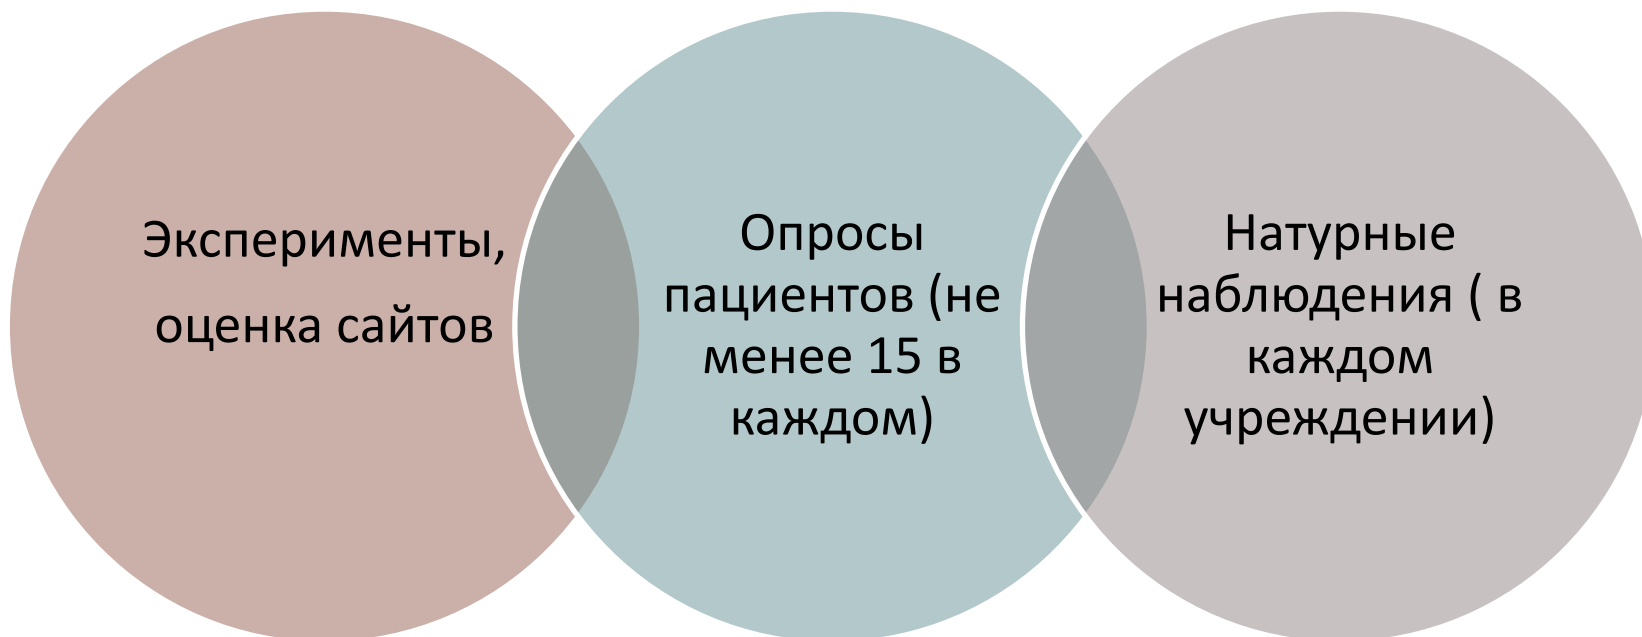 Эксперименты,
оценка сайтов
Опросы
пациентов (не
менее 15 в
каждом)
Натурные
наблюдения ( в
каждом
учреждении)